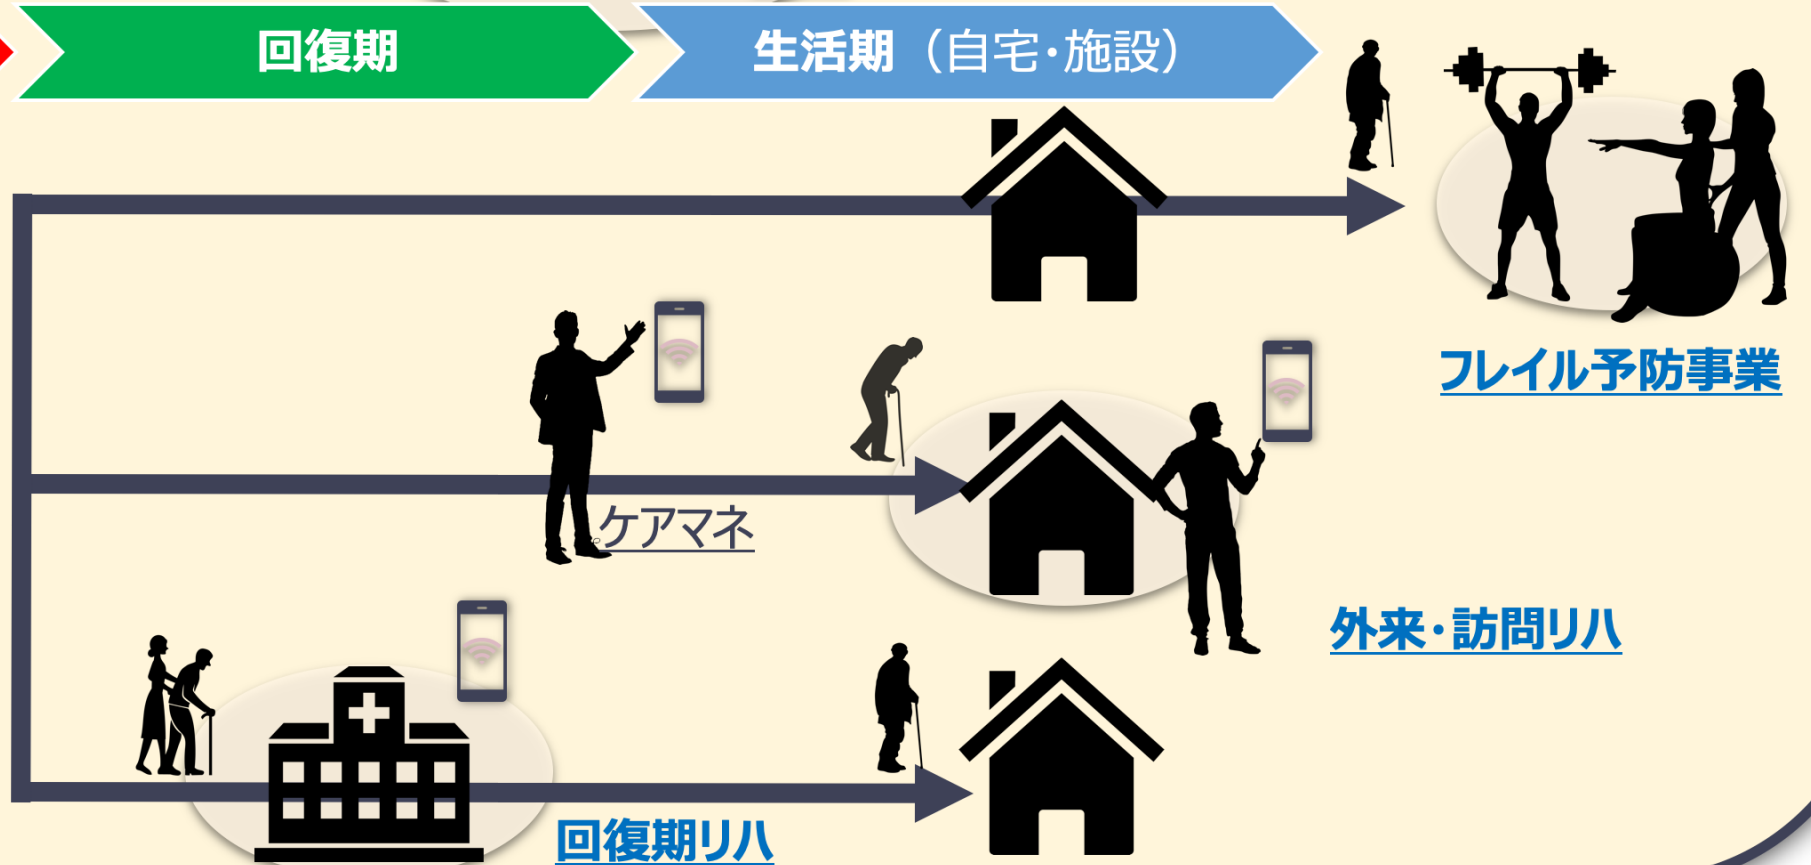 回復期
生活期（自宅・施設）
フレイル予防事業
ケアマネ
外来・訪問リハ
回復期リハ